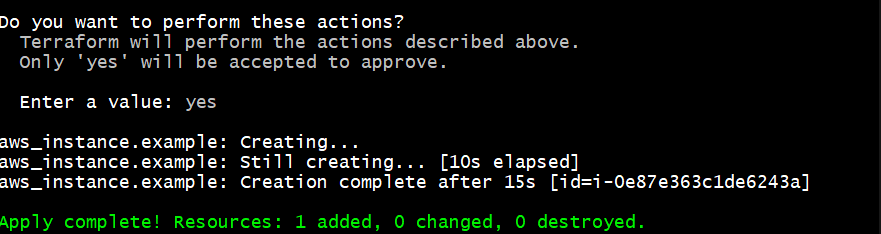 Do you want to perform these actions?
  Terraform will perform the actions described above.
  Only 'yes' will be accepted to approve.

  Enter a value: yes

aws_instance.example: Creating...
aws_instance.example: Still creating... [10s elapsed]
aws_instance.example: Creation complete after 15s [id=i-0e87e363c1de6243a]

Apply complete! Resources: 1 added, 0 changed, 0 destroyed.